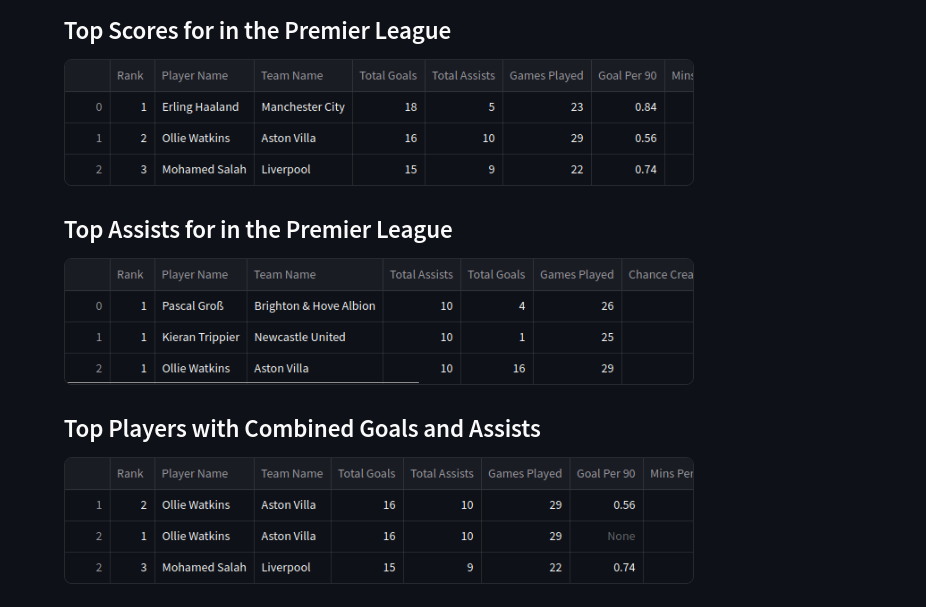 Top Scores for in the Premier League
Rank Player Name Team Name Total Goals Total Assists Games Played Goal Per 90 Mins
0 1 Erling Haaland Manchester City 18 5 23 0.84
1 2 Ollie Watkins Aston Villa 16 10 29 0.56
2 3 Mohamed Salah Liverpool 15 9 22 0.74
Top Assists for in the Premier League
Rank Player Name Team Name Total Assists Total Goals Games Played Chance Crea
0 1 Pascal Groß Brighton & Hove Albion 10 4 26
1 1 Kieran Trippier Newcastle United 10 1 25
2 1 Ollie Watkins Aston Villa 10 16 29
Top Players with Combined Goals and Assists
Rank Player Name Team Name Total Goals Total Assists Games Played Goal Per 90 Mins Per
1 2 Ollie Watkins Aston Villa 16 10 29 0.56
2 1 Ollie Watkins Aston Villa 16 10 29 None
2 3 Mohamed Salah Liverpool 15 9 22 0.74